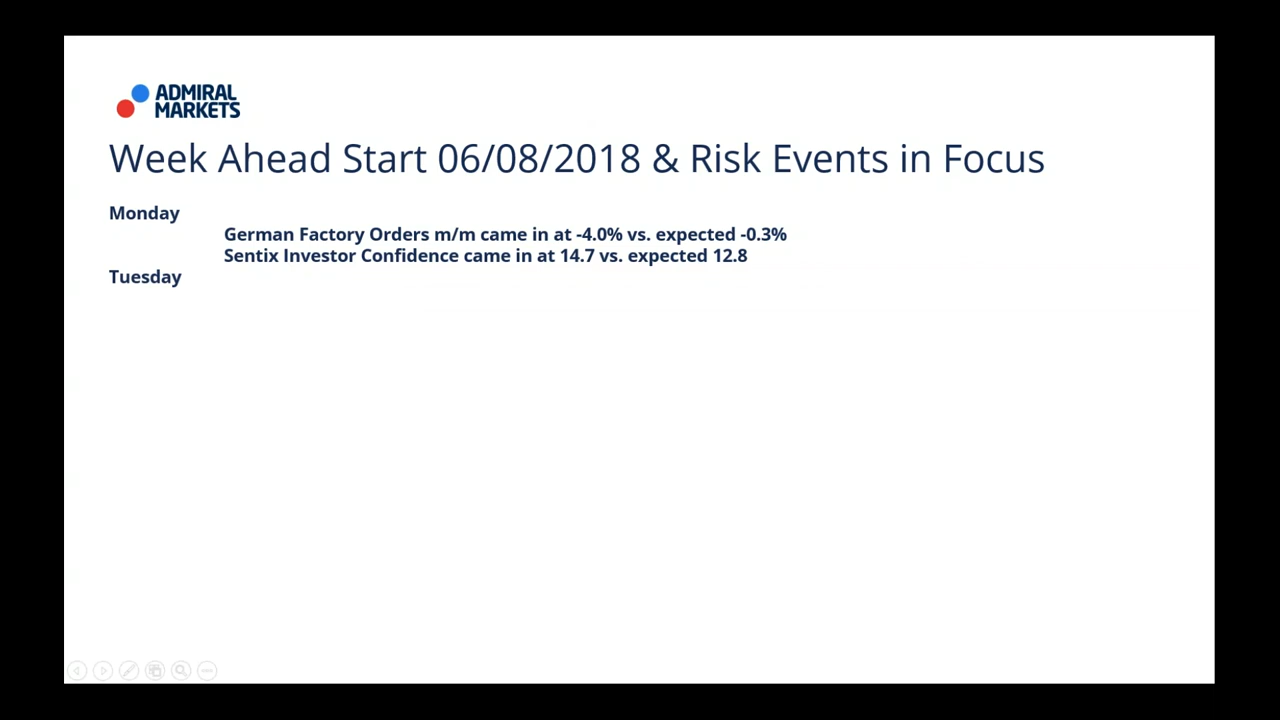 ADMIRAL
MARKETS
Week Ahead Start 06/08/2018 & Risk Events in Focus
Monday
German Factory Orders m/m came in at -4.0% vs. expected -0.3%
Sentix Investor Confidence came in at 14.7 vs. expected 12.8
Tuesday